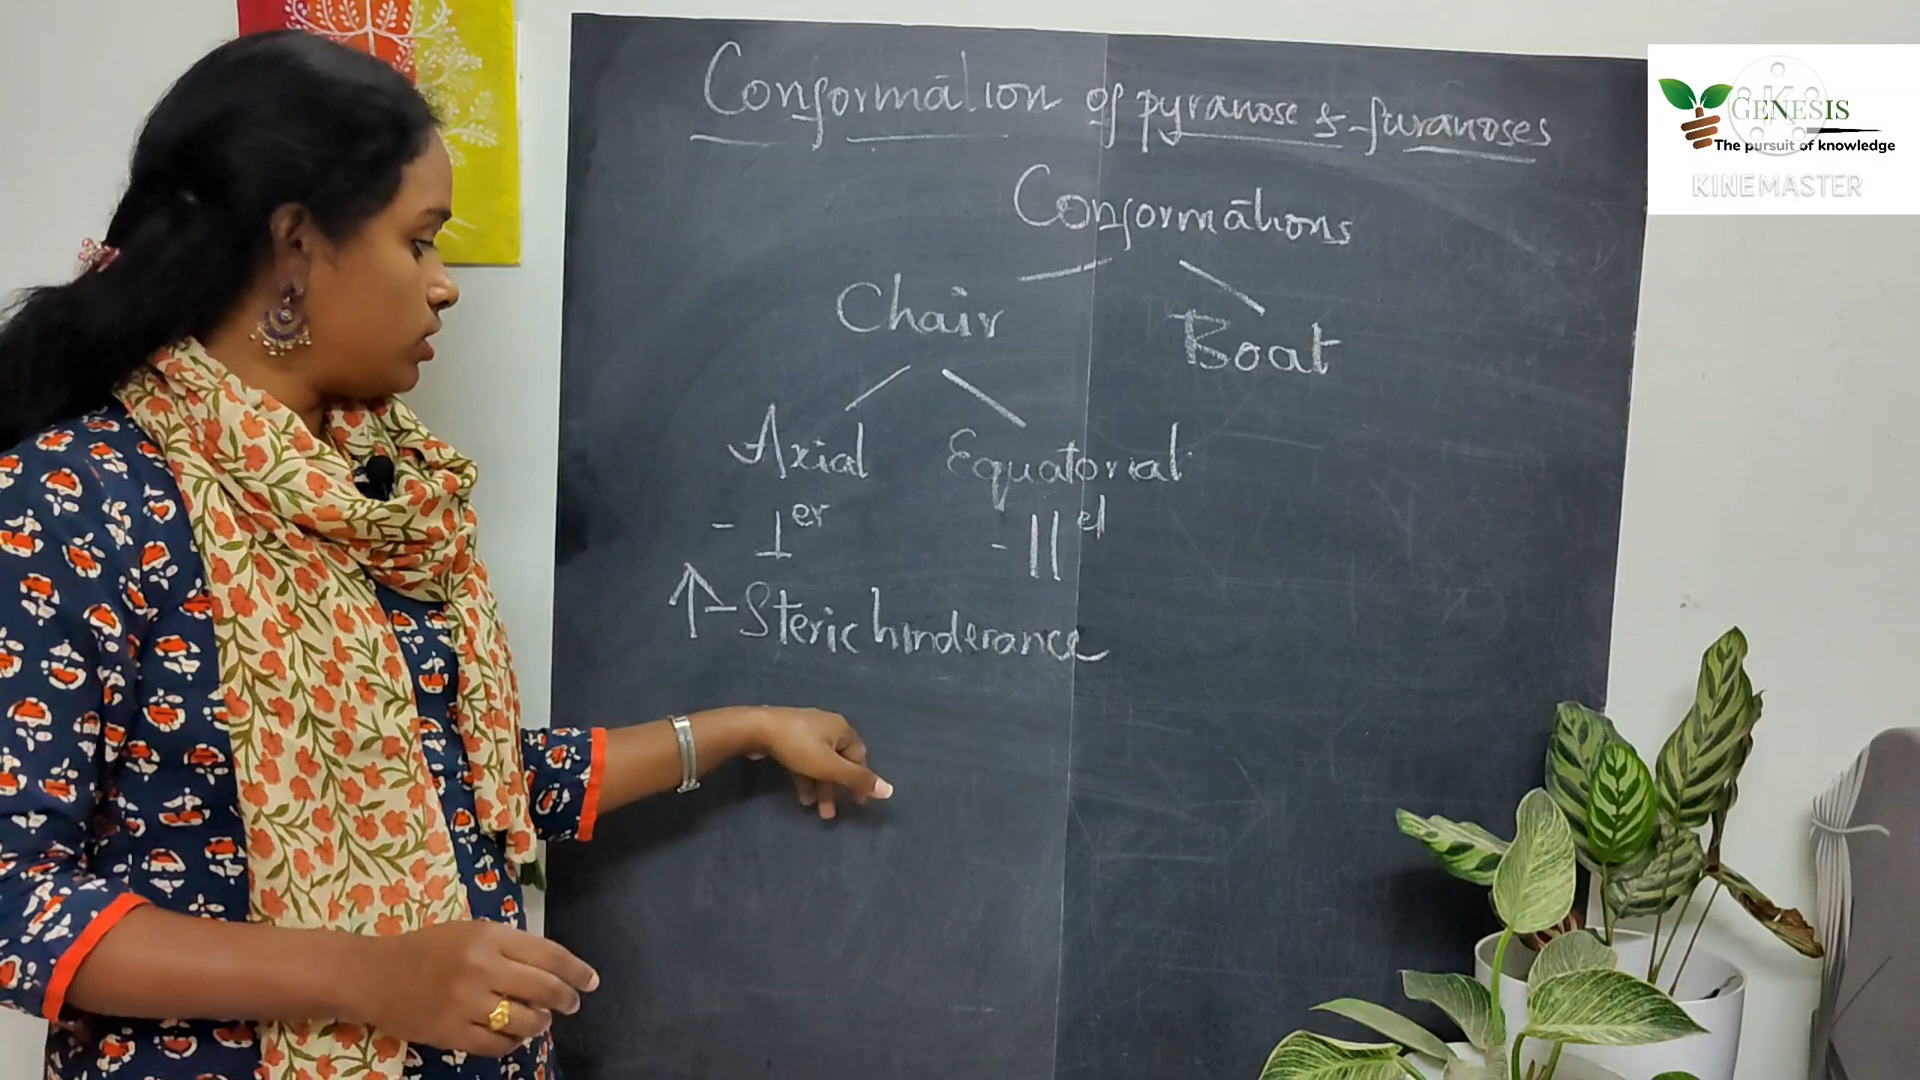 Conformation of pyranose & furanoses
Conformations
Chair Boat
Axial Equatorial
- ⊥er - ||el
↑ - Steric hinderance
GENESIS
The pursuit of knowledge
KINEMASTER